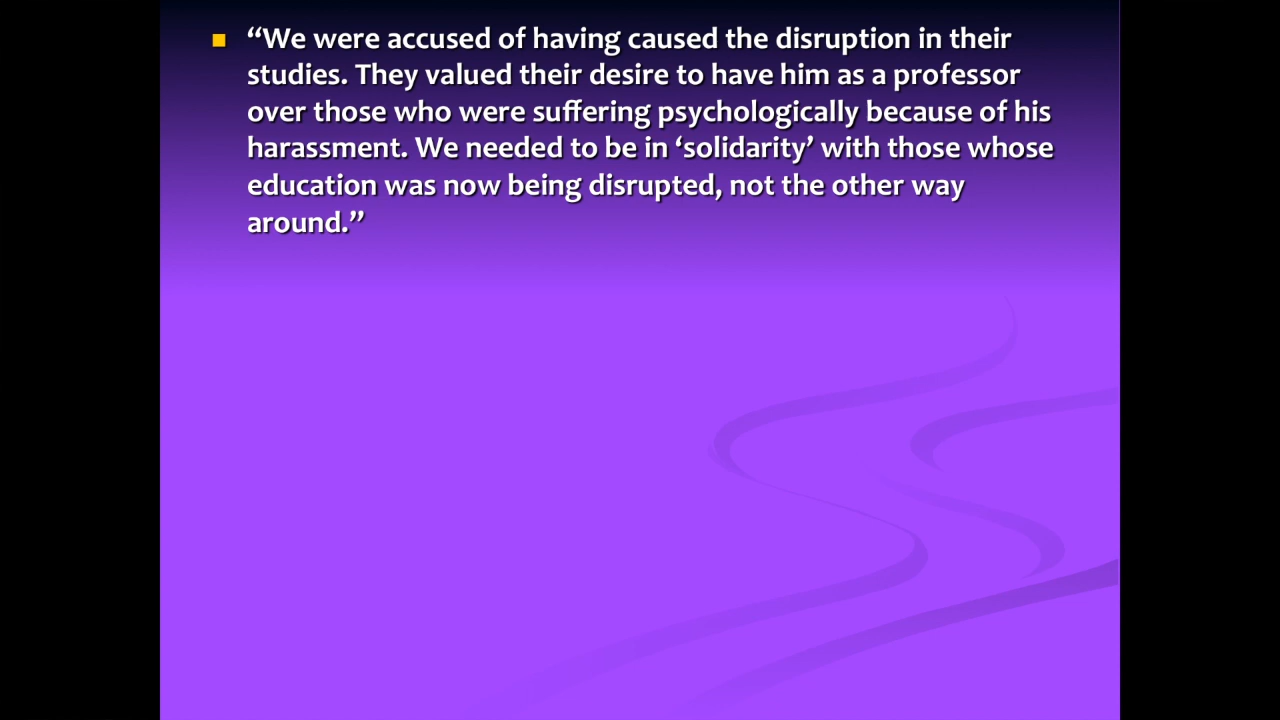 “We were accused of having caused the disruption in their
studies. They valued their desire to have him as a professor
over those who were suffering psychologically because of his
harassment. We needed to be in ‘solidarity’ with those whose
education was now being disrupted, not the other way
around.”